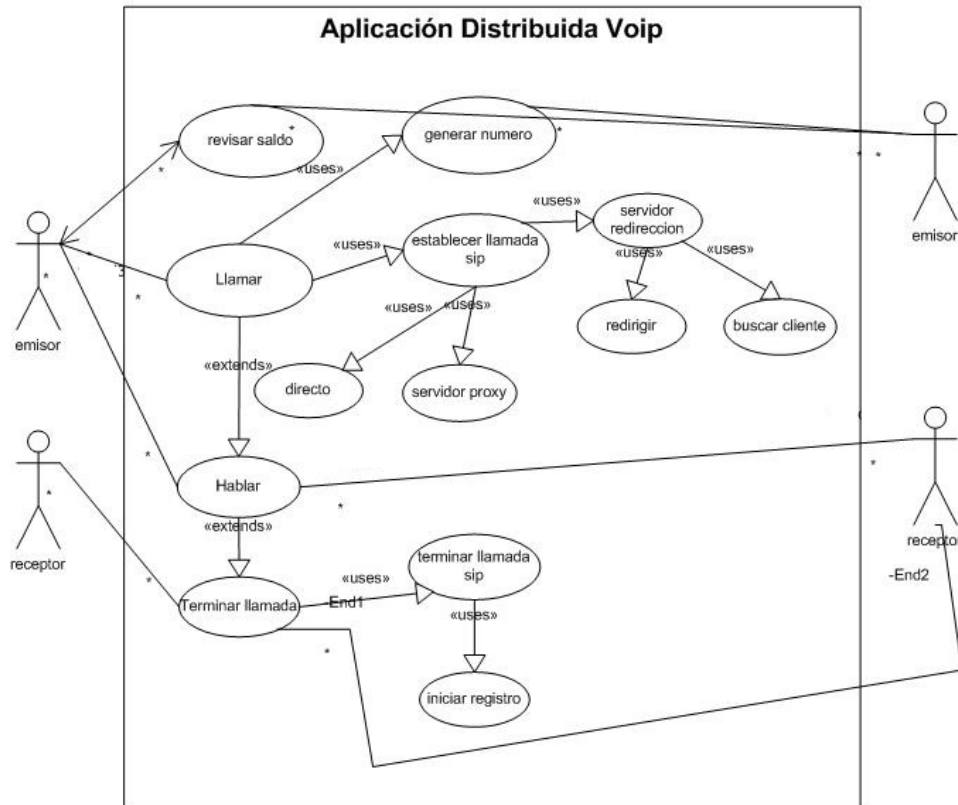 Aplicación Distribuida Voip
revisar saldo
*
generar numero
*
* *
«uses»
*
emisor
servidor
redireccion
«uses»
establecer llamada
sip
«uses»
«uses»
«uses»
*
*
*
Llamar
*
emisor
«uses»
«uses»
redirigir
buscar cliente
«extends»
directo
servidor proxy
*
*
*
Hablar
*
receptor
«extends»
receptor
terminar llamada
sip
-End2
*
«uses»
Terminar llamada
-End1
«uses»
*
iniciar registro